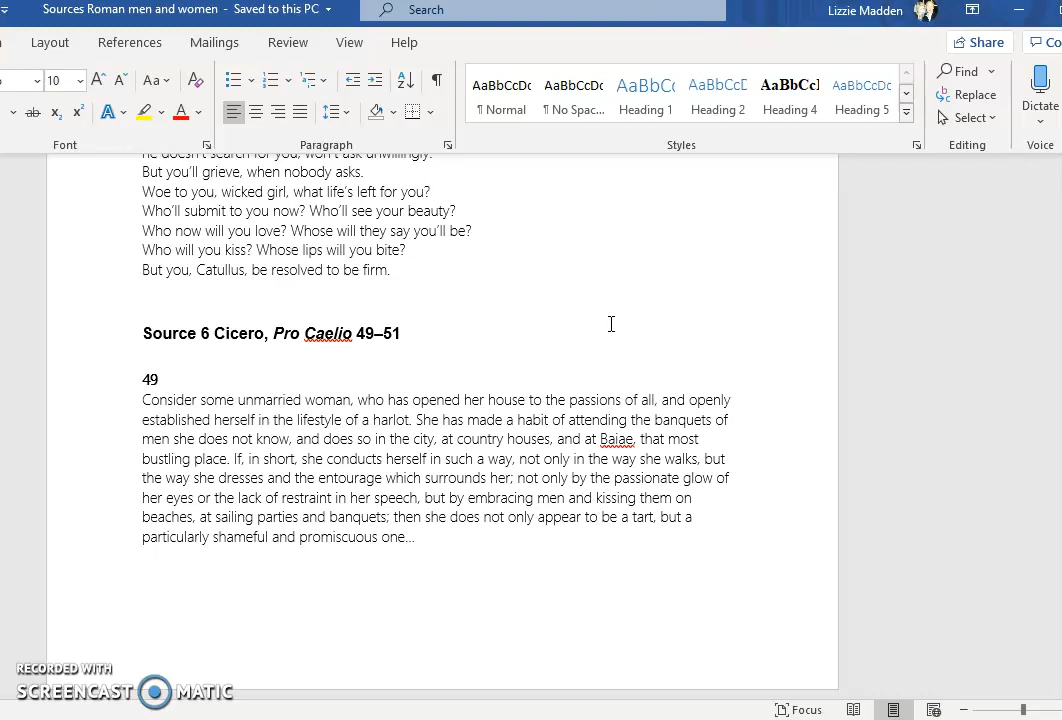 Sources Roman men and women - Saved to this PC
Search
Lizzie Madden
Layout References Mailings Review View Help
Share
Co
10 Aa
Find
Replace
Select
Dictate
AaBbCcDc AaBbCcDc AaBbCc AaBbCcD AaBbCcI AaBbCcDc
¶ Normal ¶ No Spac... Heading 1 Heading 2 Heading 4 Heading 5
Font Paragraph Styles Editing Voice
he doesn't search for you, won't ask unwillingly.
But you'll grieve, when nobody asks.
Woe to you, wicked girl, what life's left for you?
Who'll submit to you now? Who'll see your beauty?
Who now will you love? Whose will they say you'll be?
Who will you kiss? Whose lips will you bite?
But you, Catullus, be resolved to be firm.
Source 6 Cicero, Pro Caelio 49–51
49
Consider some unmarried woman, who has opened her house to the passions of all, and openly
established herself in the lifestyle of a harlot. She has made a habit of attending the banquets of
men she does not know, and does so in the city, at country houses, and at Baiae, that most
bustling place. If, in short, she conducts herself in such a way, not only in the way she walks, but
the way she dresses and the entourage which surrounds her; not only by the passionate glow of
her eyes or the lack of restraint in her speech, but by embracing men and kissing them on
beaches, at sailing parties and banquets; then she does not only appear to be a tart, but a
particularly shameful and promiscuous one…
RECORDED WITH
SCREENCAST MATIC
Focus